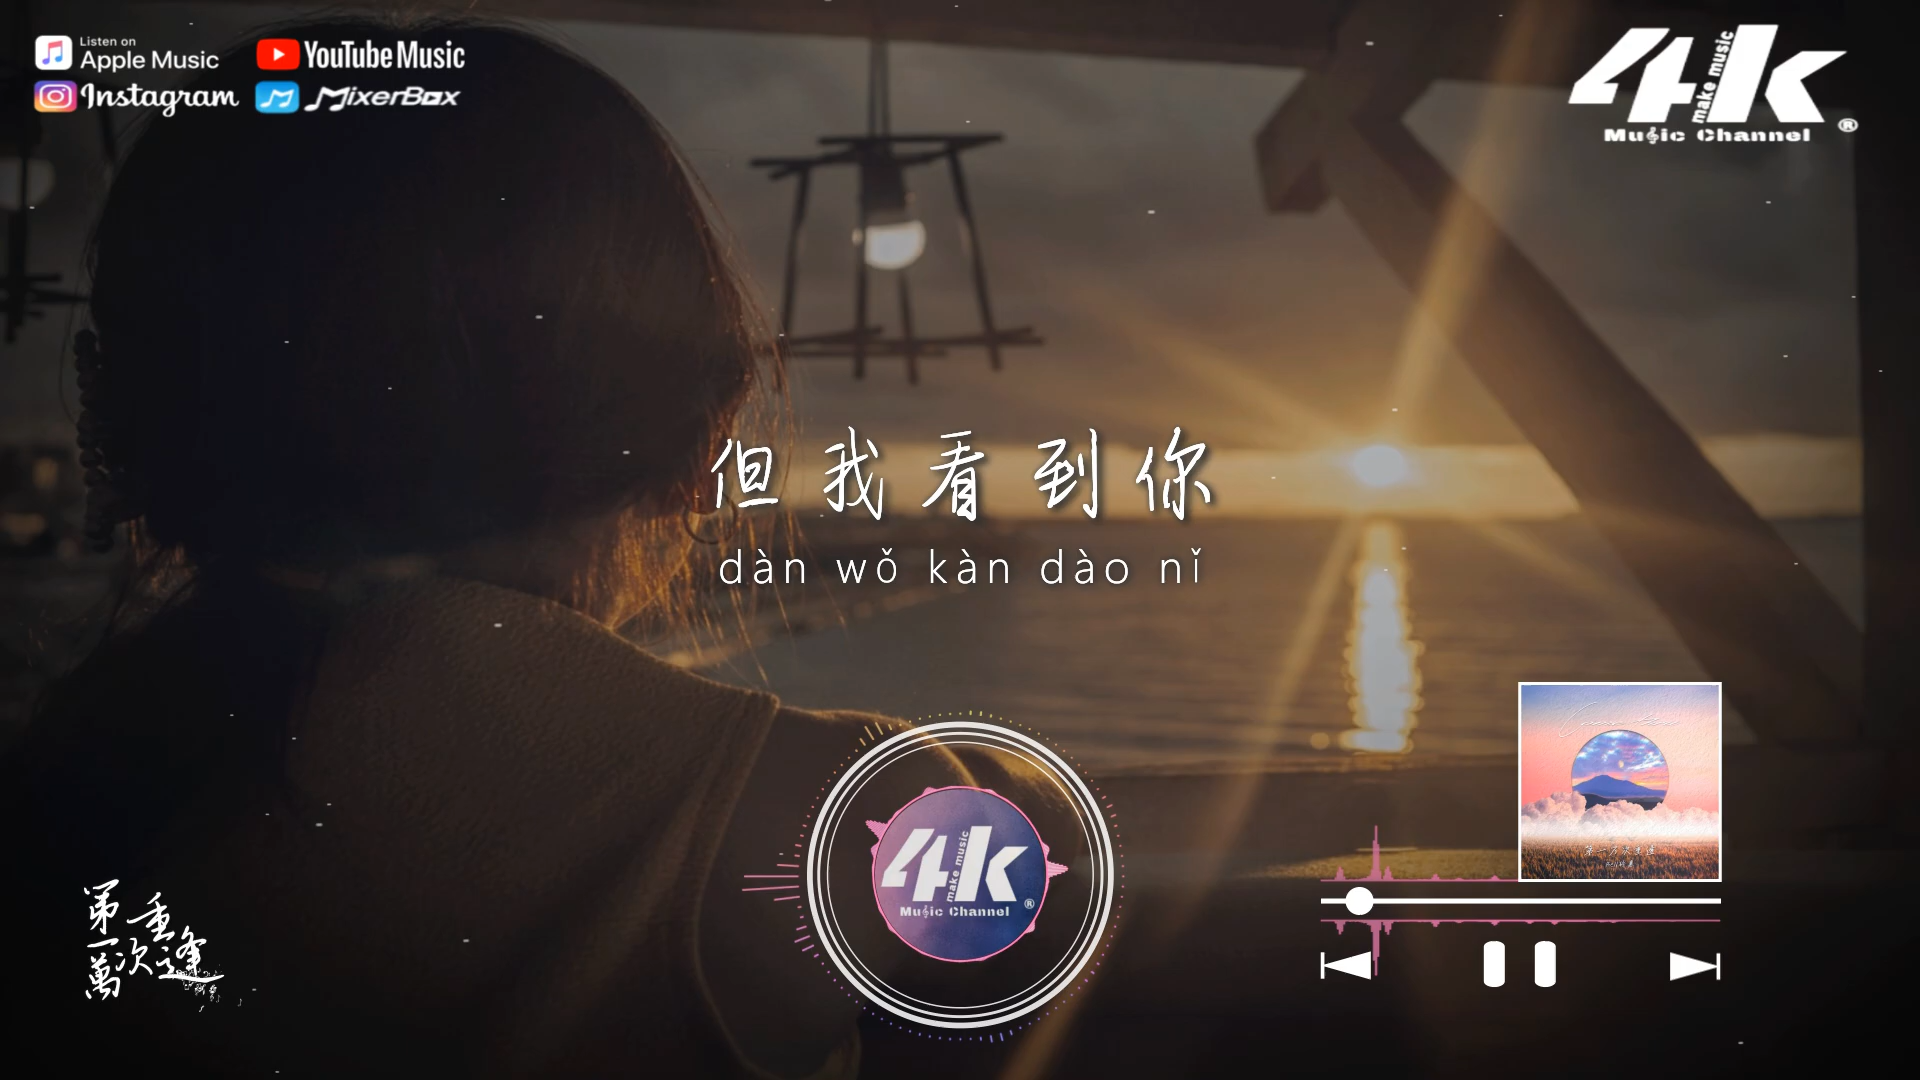 Listen on
Apple Music
YouTube Music
Instagram
MixerBox
4k
make music
Music Channel
®
但我看到你
dàn wǒ kàn dào nǐ
4k
make music
Music Channel
®
第一萬次重逢